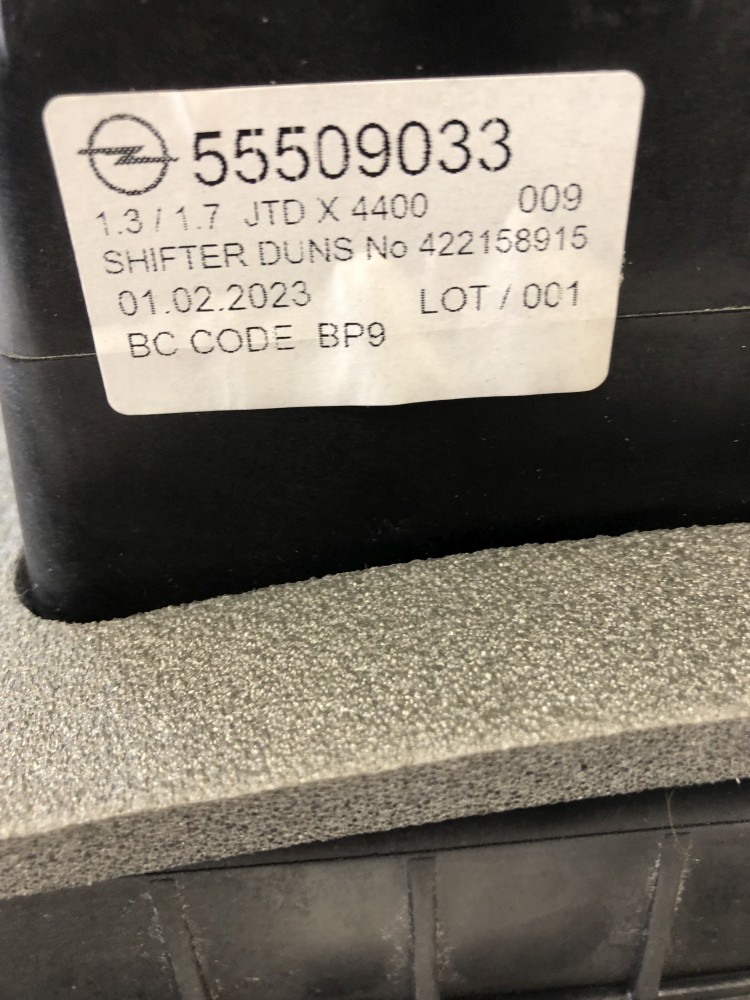 55509033
1.3 / 1.7 JTD X 4400 009
SHIFTER DUNS No 422158915
01.02.2023 LOT / 001
BC CODE BP9